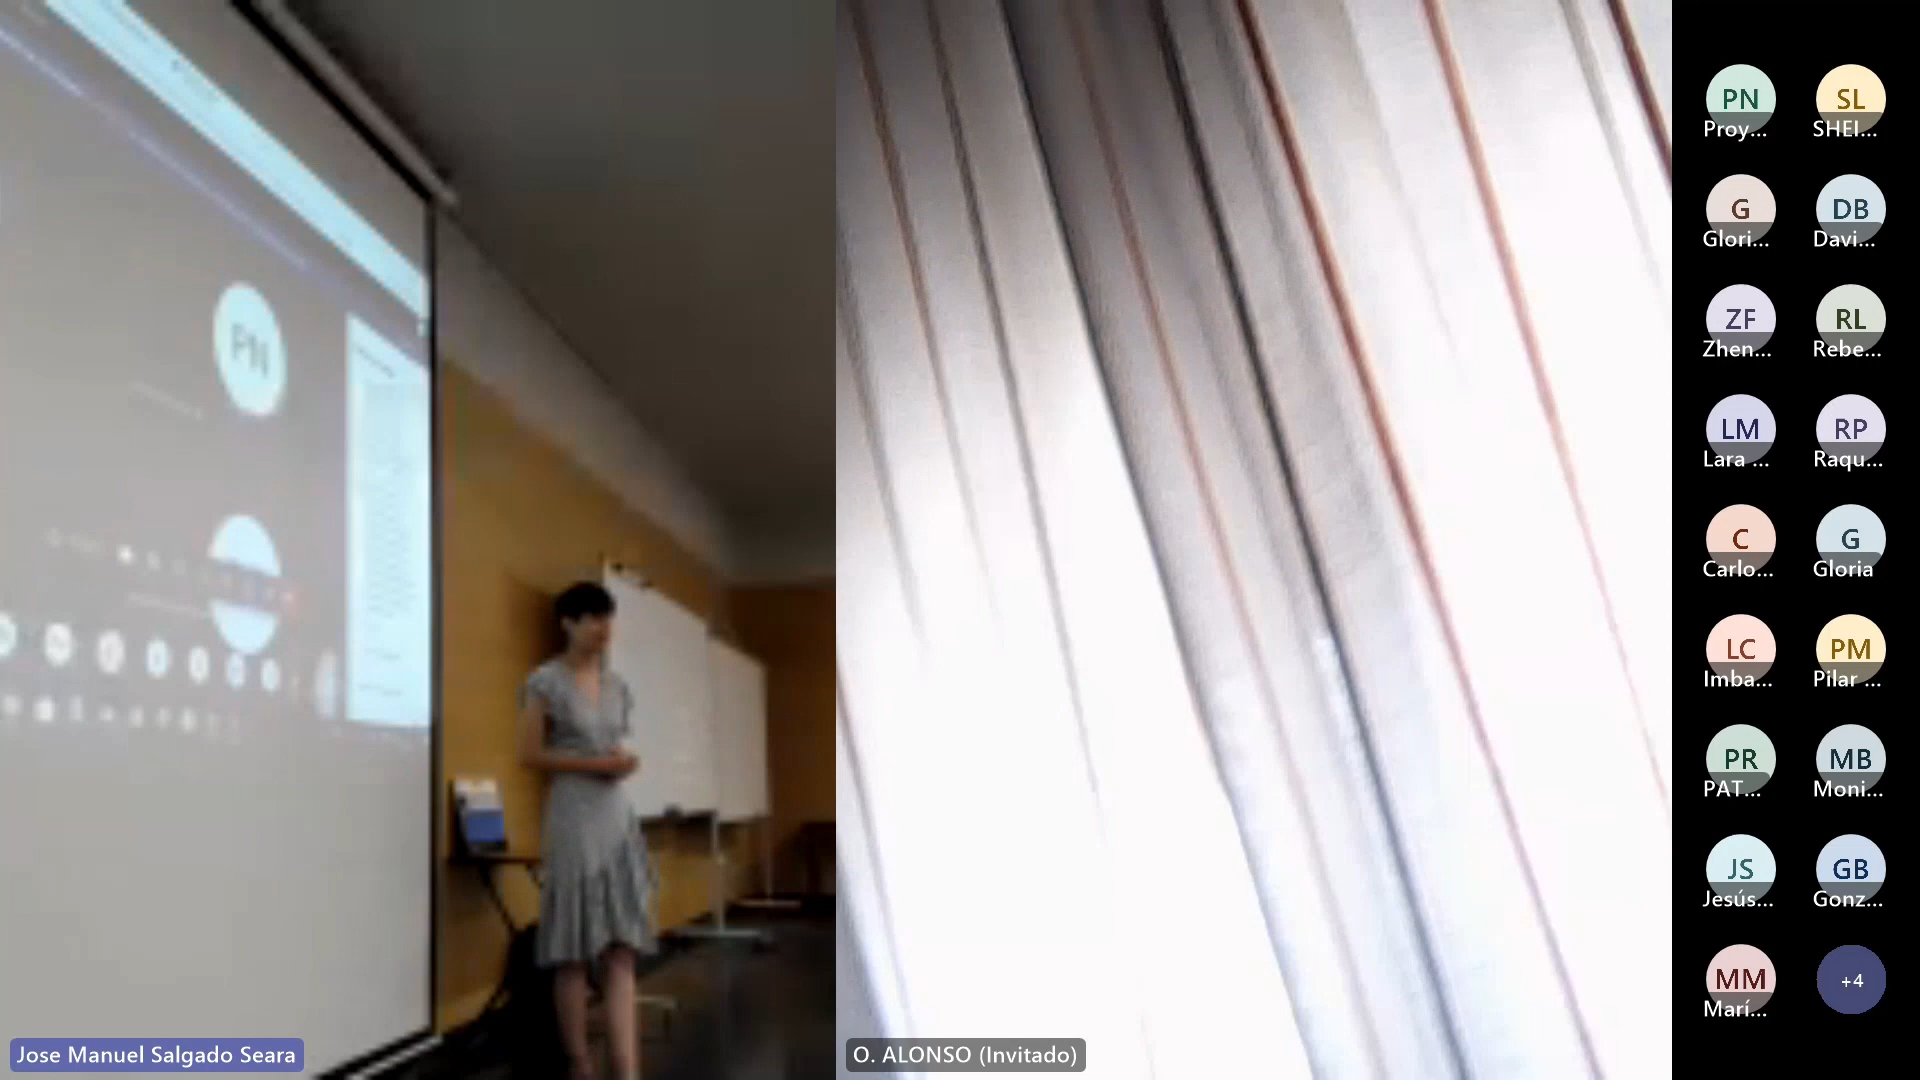 PN
Proy...
SL
SHEI...
G
Glori...
DB
Davi...
ZF
Zhen...
RL
Rebe...
LM
Lara ...
RP
Raqu...
C
Carlo...
G
Gloria
LC
Imba...
PM
Pilar ...
PR
PAT...
MB
Moni...
JS
Jesús...
GB
Gonz...
MM
Marí...
+4
PN
Jose Manuel Salgado Seara
O. ALONSO (Invitado)